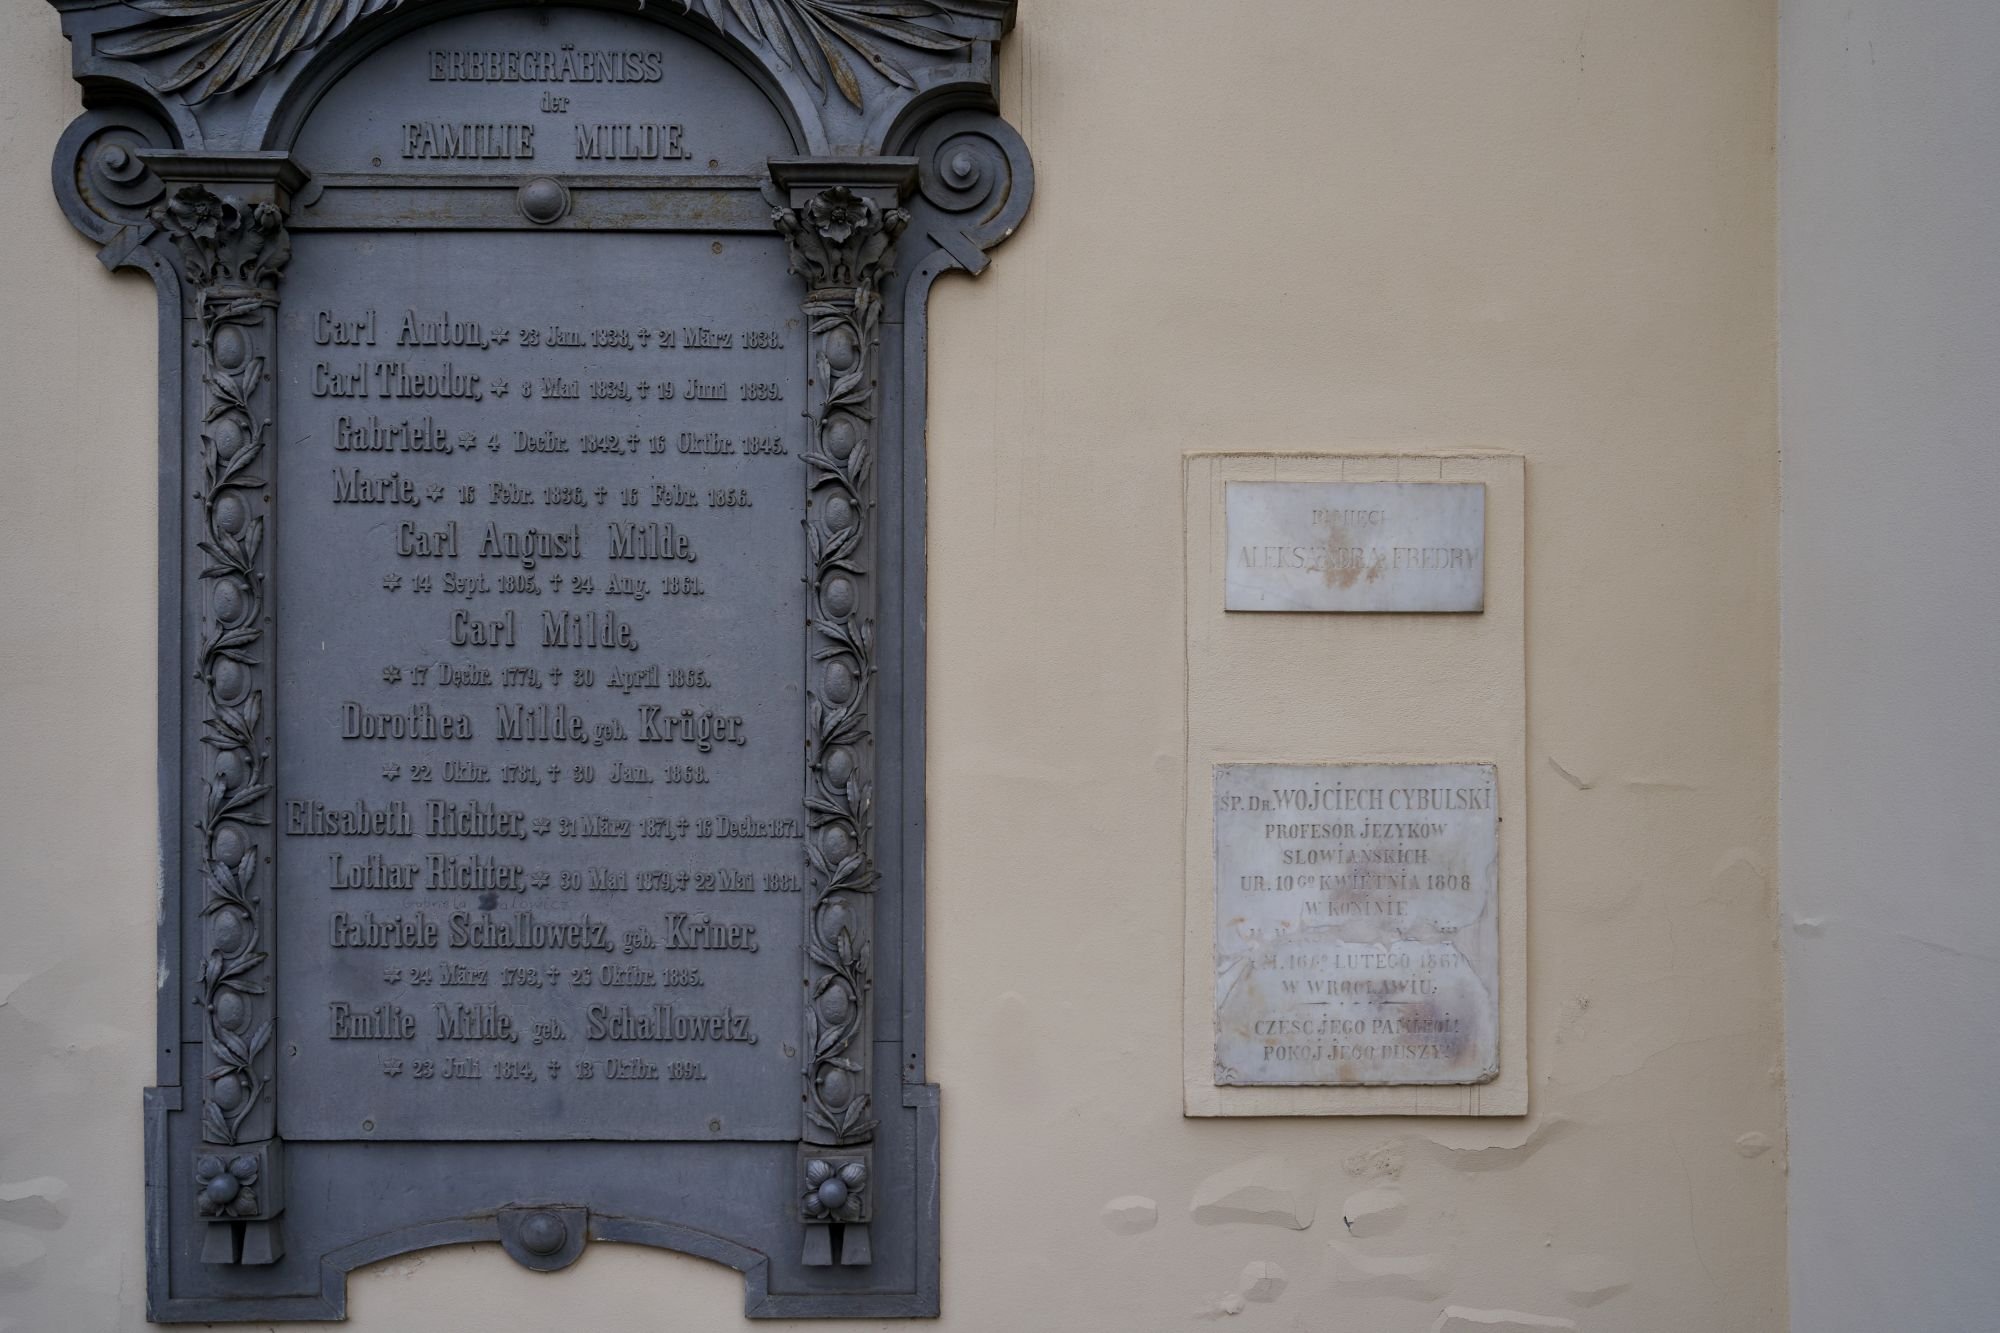 ERBBEGRÄBNISS
der
FAMILIE MILDE.
Carl Anton, * 23 Jan. 1838, † 21 März 1838.
Carl Theodor, * 8 Mai 1839, † 19 Juni 1839.
Gabriele, * 4 Decbr. 1842, † 16 Oktbr. 1845.
Marie, * 16 Febr. 1836, † 16 Febr. 1856.
Carl August Milde,
* 14 Sept. 1805, † 24 Aug. 1861.
Carl Milde,
* 17 Decbr. 1779, † 30 April 1865.
Dorothea Milde, geb. Krüger,
* 22 Okbr. 1781, † 30 Jan. 1868.
Elisabeth Richter, * 31 März 1871, † 16 Decbr. 1871.
Lothar Richter, * 30 Mai 1879, † 22 Mai 1881.
Gabriela
Gabriele Schallowetz, geb. Kriner,
* 24 März 1793, † 26 Oktbr. 1885.
Emilie Milde, geb. Schallowetz,
* 23 Juli 1814, † 13 Oktbr. 1891.
PAMIĘCI
ALEKSANDRA FREDRY
ŚP. DR. WOJCIECH CYBULSKI
PROFESOR JĘZYKÓW
SŁOWIAŃSKICH
UR. 10GO KWIETNIA 1808
W KONINIE
UM. 16GO LUTEGO 1867
W WROCŁAWIU.
CZEŚĆ JEGO PAMIĘCI!
POKÓJ JEGO DUSZY!